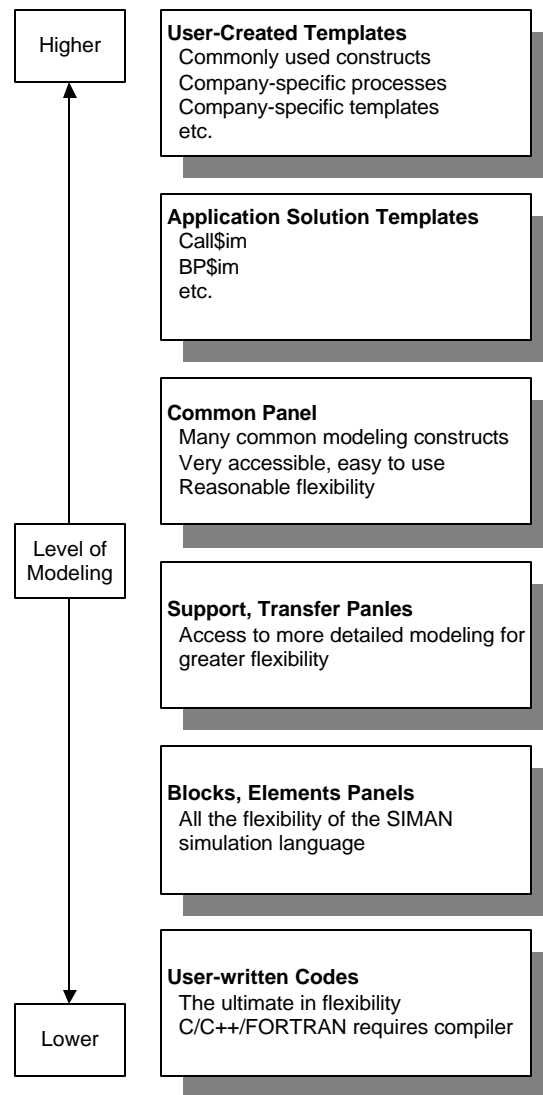 Higher
User-Created Templates
Commonly used constructs
Company-specific processes
Company-specific templates
etc.
Application Solution Templates
Call$im
BP$im
etc.
Common Panel
Many common modeling constructs
Very accessible, easy to use
Reasonable flexibility
Level of
Modeling
Support, Transfer Panles
Access to more detailed modeling for
greater flexibility
Blocks, Elements Panels
All the flexibility of the SIMAN
simulation language
User-written Codes
The ultimate in flexibility
C/C++/FORTRAN requires compiler
Lower